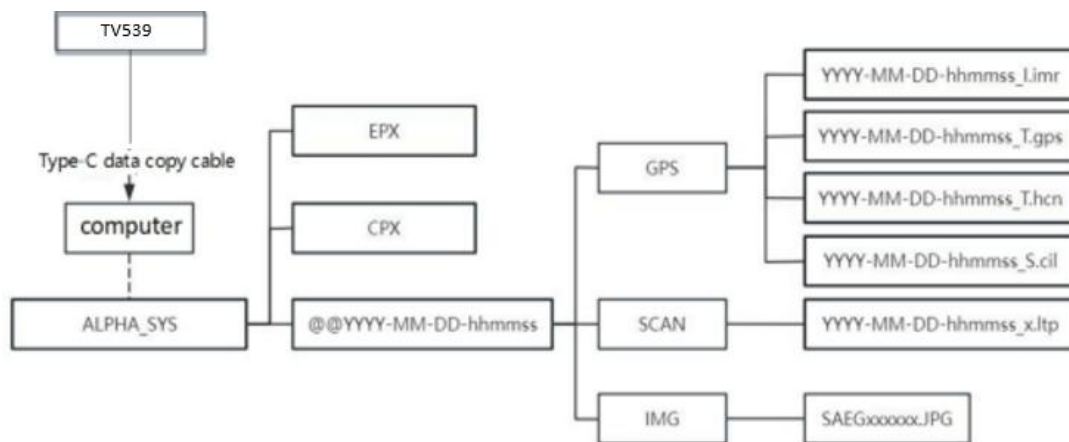 TV539
Type-C data copy cable
computer
ALPHA_SYS
EPX
CPX
@@YYYY-MM-DD-hhmmss
GPS
SCAN
IMG
YYYY-MM-DD-hhmmss_I.imr
YYYY-MM-DD-hhmmss_T.gps
YYYY-MM-DD-hhmmss_T.hcn
YYYY-MM-DD-hhmmss_S.cil
YYYY-MM-DD-hhmmss_x.ltp
SAEGxxxxxx.JPG